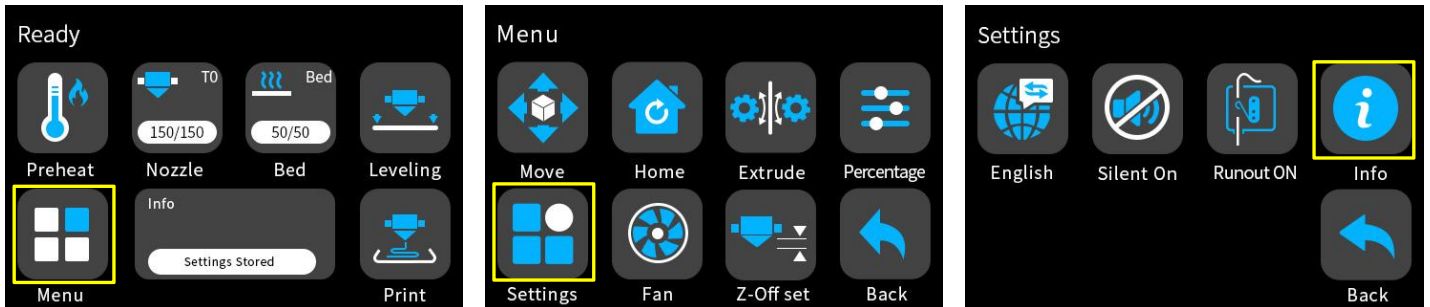 Ready
T0
150/150
Bed
50/50
Preheat
Nozzle
Bed
Leveling
Info
Settings Stored
Menu
Print
Menu
Move
Home
Extrude
Percentage
Settings
Fan
Z-Off set
Back
Settings
i
English
Silent On
Runout ON
Info
Back